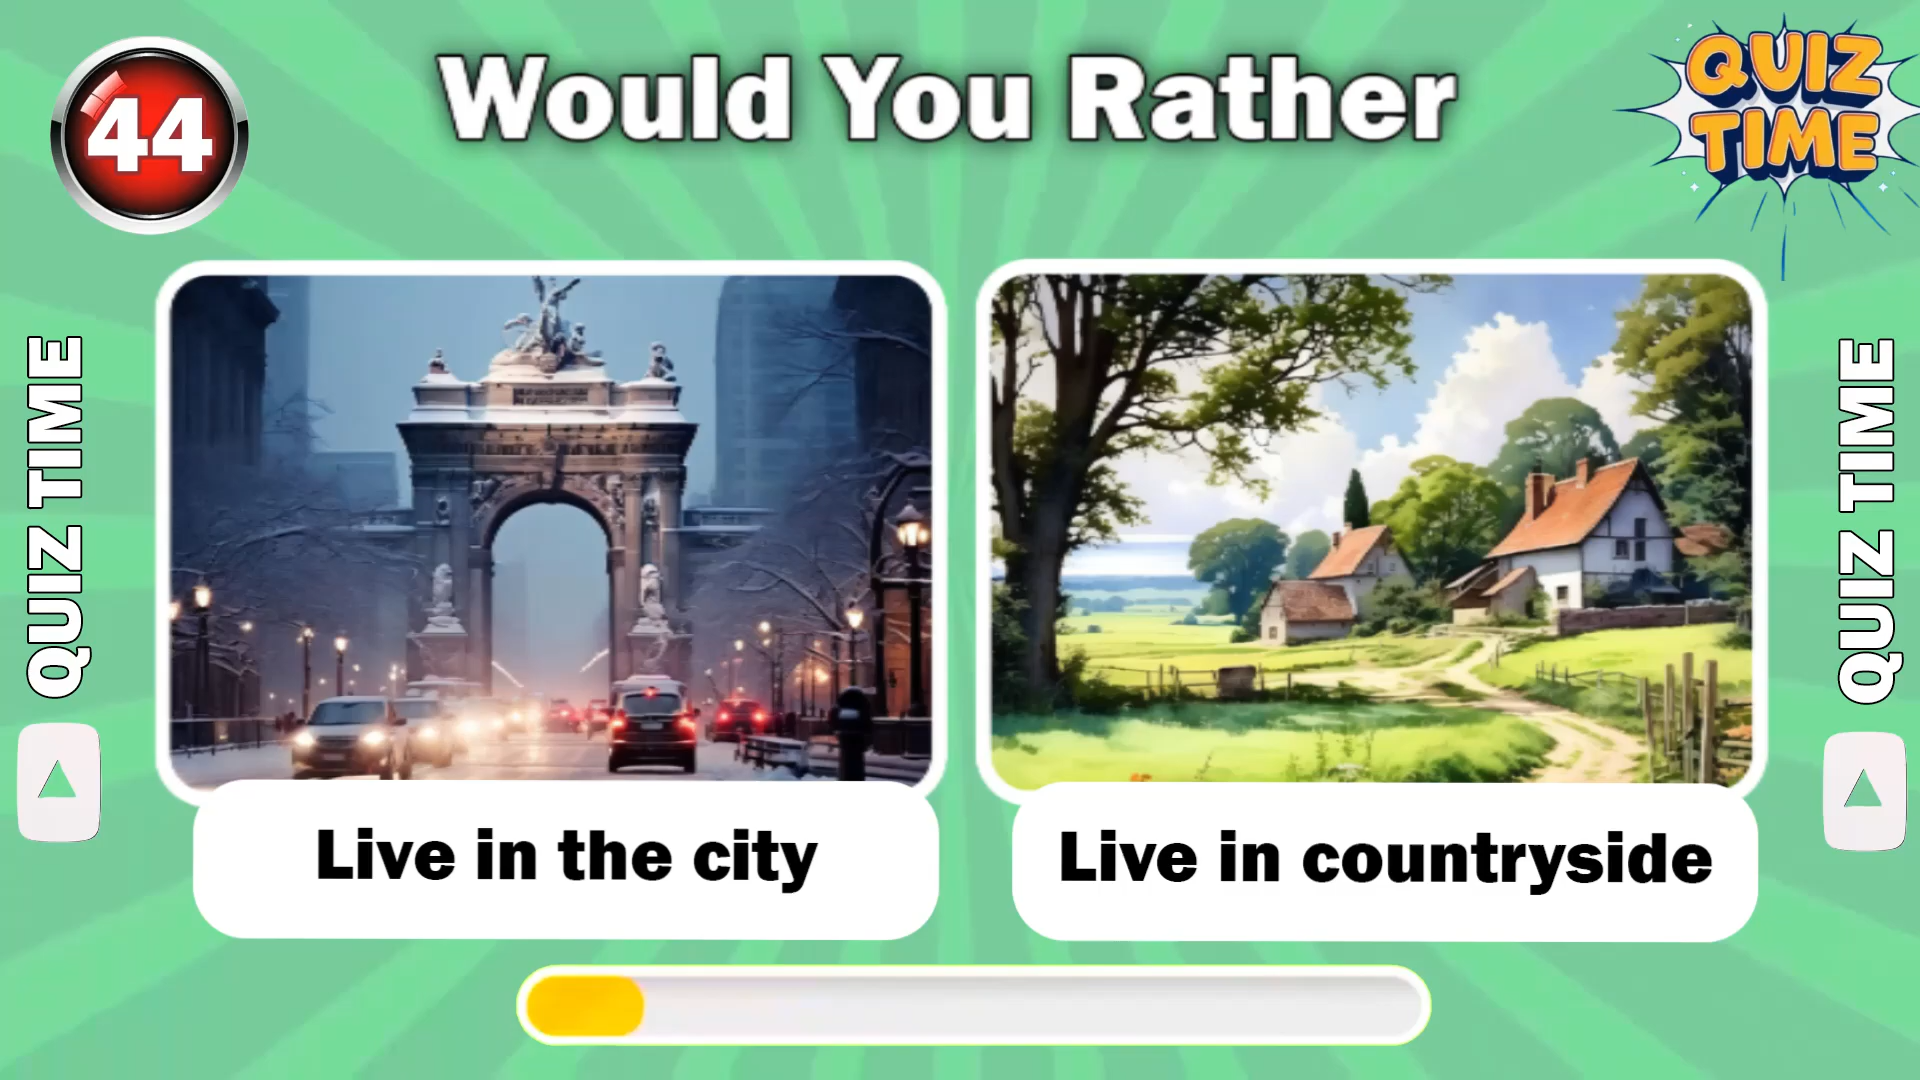 44
Would You Rather
QUIZ
TIME
QUIZ TIME
QUIZ TIME
Live in the city
Live in countryside